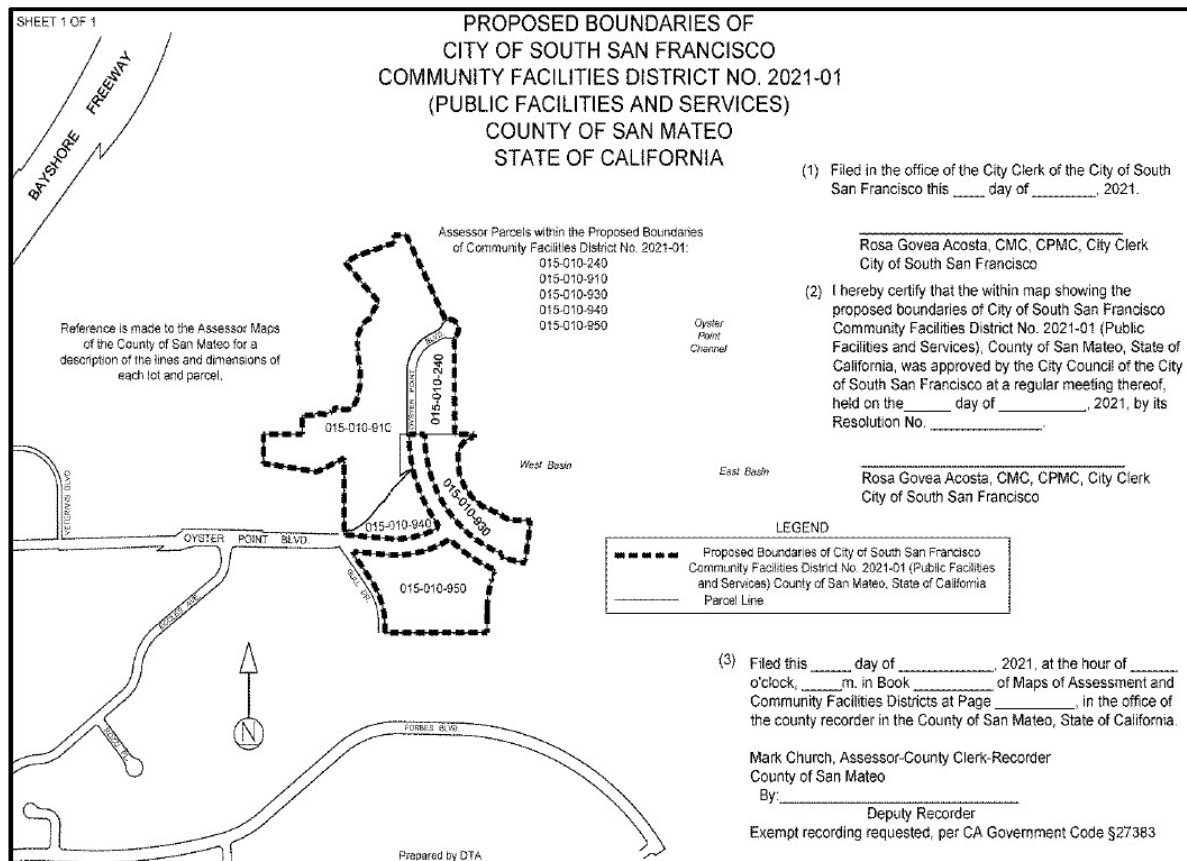 SHEET 1 OF 1
PROPOSED BOUNDARIES OF
CITY OF SOUTH SAN FRANCISCO
COMMUNITY FACILITIES DISTRICT NO. 2021-01
(PUBLIC FACILITIES AND SERVICES)
COUNTY OF SAN MATEO
STATE OF CALIFORNIA
BAYSHORE FREEWAY
(1) Filed in the office of the City Clerk of the City of South
San Francisco this _____ day of _________, 2021.
Rosa Govea Acosta, CMC, CPMC, City Clerk
City of South San Francisco
Assessor Parcels within the Proposed Boundaries
of Community Facilities District No. 2021-01:
015-010-240
015-010-910
015-010-930
015-010-940
015-010-950
(2) I hereby certify that the within map showing the
proposed boundaries of City of South San Francisco
Community Facilities District No. 2021-01 (Public
Facilities and Services), County of San Mateo, State of
California, was approved by the City Council of the City
of South San Francisco at a regular meeting thereof,
held on the______ day of ___________, 2021, by its
Resolution No. ______________.
Rosa Govea Acosta, CMC, CPMC, City Clerk
City of South San Francisco
Reference is made to the Assessor Maps
of the County of San Mateo for a
description of the lines and dimensions of
each lot and parcel.
Oyster
Point
Channel
OYSTER POINT BLVD.
015-010-240
015-010-910
West Basin
East Basin
015-010-930
015-010-940
VETERANS BLVD.
OYSTER POINT BLVD.
GULL DR.
015-010-950
ECCLES AVE.
FORBES BLVD.
N
LEGEND
Proposed Boundaries of City of South San Francisco
Community Facilities District No. 2021-01 (Public Facilities
and Services) County of San Mateo, State of California
Parcel Line
(3) Filed this ______ day of ____________, 2021, at the hour of ______
o'clock, ______m. in Book __________ of Maps of Assessment and
Community Facilities Districts at Page __________, in the office of
the county recorder in the County of San Mateo, State of California.
Mark Church, Assessor-County Clerk-Recorder
County of San Mateo
By:______________________________
Deputy Recorder
Exempt recording requested, per CA Government Code §27383
Prepared by DTA